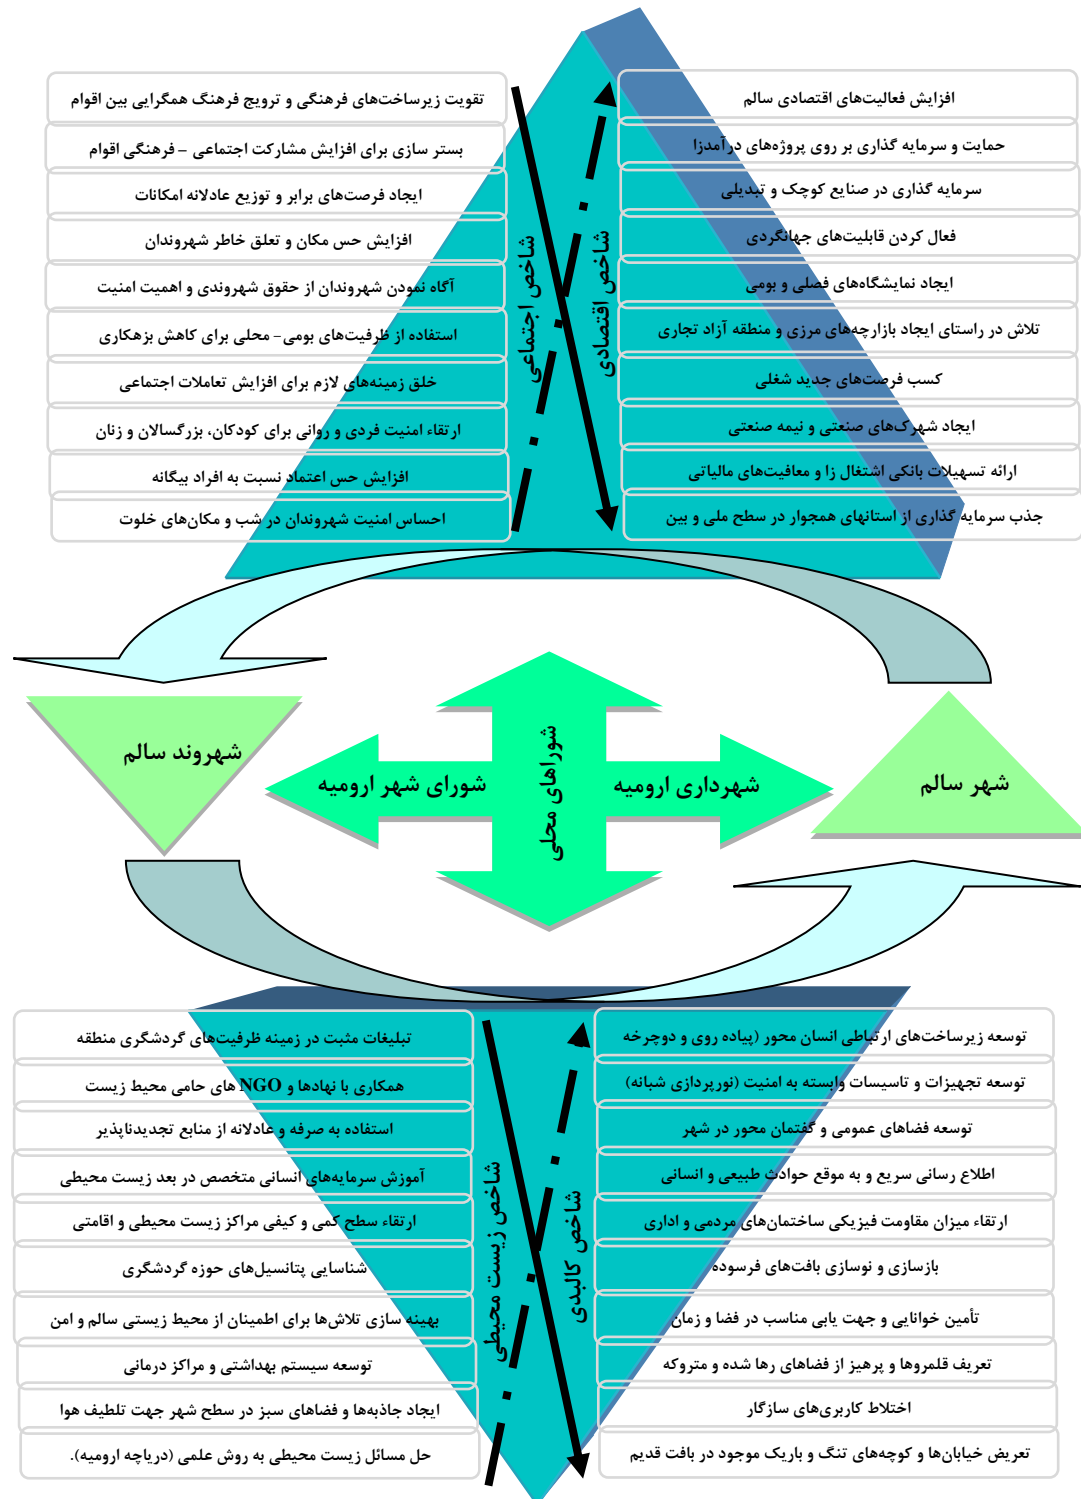 افزایش فعالیت‌های اقتصادی سالم
حمایت و سرمایه گذاری بر روی پروژه‌های درآمدزا
سرمایه گذاری در صنایع کوچک و تبدیلی
فعال کردن قابلیت‌های جهانگردی
ایجاد نمایشگاه‌های فصلی و بومی
تلاش در راستای ایجاد بازارچه‌های مرزی و منطقه آزاد تجاری
کسب فرصت‌های جدید شغلی
ایجاد شهرک‌های صنعتی و نیمه صنعتی
ارائه تسهیلات بانکی اشتغال زا و معافیت‌های مالیاتی
جذب سرمایه گذاری از استانهای همجوار در سطح ملی و بین
شاخص اقتصادی
شاخص اجتماعی
تقویت زیرساخت‌های فرهنگی و ترویج فرهنگ همگرایی بین اقوام
بستر سازی برای افزایش مشارکت اجتماعی – فرهنگی اقوام
ایجاد فرصت‌های برابر و توزیع عادلانه امکانات
افزایش حس مکان و تعلق خاطر شهروندان
آگاه نمودن شهروندان از حقوق شهروندی و اهمیت امنیت
استفاده از ظرفیت‌های بومی- محلی برای کاهش بزهکاری
خلق زمینه‌های لازم برای افزایش تعاملات اجتماعی
ارتقاء امنیت فردی و روانی برای کودکان، بزرگسالان و زنان
افزایش حس اعتماد نسبت به افراد بیگانه
احساس امنیت شهروندان در شب و مکان‌های خلوت
شهر سالم
شهرداری ارومیه
شوراهای محلی
شورای شهر ارومیه
شهروند سالم
توسعه زیرساخت‌های ارتباطی انسان محور (پیاده روی و دوچرخه
توسعه تجهیزات و تاسیسات وابسته به امنیت (نورپردازی شبانه)
توسعه فضاهای عمومی و گفتمان محور در شهر
اطلاع رسانی سریع و به موقع حوادث طبیعی و انسانی
ارتقاء میزان مقاومت فیزیکی ساختمان‌های مردمی و اداری
بازسازی و نوسازی بافت‌های فرسوده
تأمین خوانایی و جهت یابی مناسب در فضا و زمان
تعریف قلمروها و پرهیز از فضاهای رها شده و متروکه
اختلاط کاربری‌های سازگار
تعریض خیابان‌ها و کوچه‌های تنگ و باریک موجود در بافت قدیم
شاخص کالبدی
شاخص زیست محیطی
تبلیغات مثبت در زمینه ظرفیت‌های گردشگری منطقه
همکاری با نهادها و NGO های حامی محیط زیست
استفاده به صرفه و عادلانه از منابع تجدیدناپذیر
آموزش سرمایه‌های انسانی متخصص در بعد زیست محیطی
ارتقاء سطح کمی و کیفی مراکز زیست محیطی و اقامتی
شناسایی پتانسیل‌های حوزه گردشگری
بهینه سازی تلاش‌ها برای اطمینان از محیط زیستی سالم و امن
توسعه سیستم بهداشتی و مراکز درمانی
ایجاد جاذبه‌ها و فضاهای سبز در سطح شهر جهت تلطیف هوا
حل مسائل زیست محیطی به روش علمی (دریاچه ارومیه).